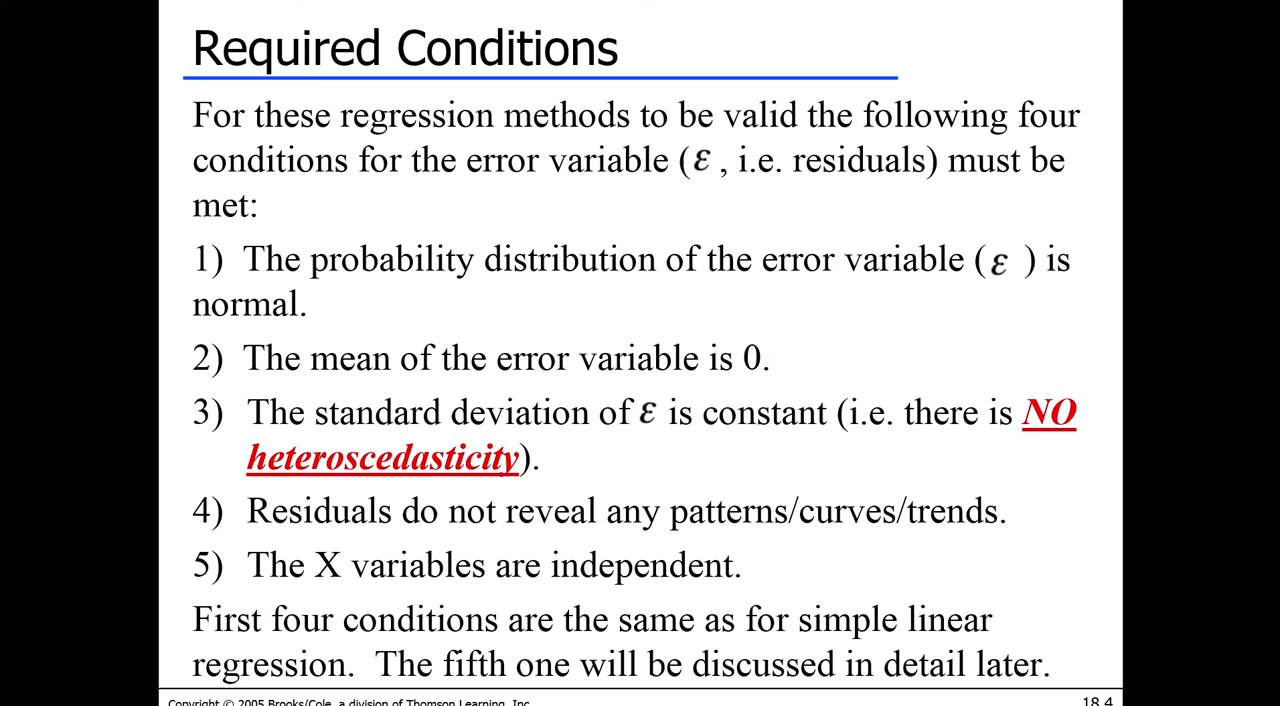 Required Conditions
For these regression methods to be valid the following four
conditions for the error variable (ε , i.e. residuals) must be
met:
1) The probability distribution of the error variable (ε ) is
normal.
2) The mean of the error variable is 0.
3) The standard deviation of ε is constant (i.e. there is NO
heteroscedasticity).
4) Residuals do not reveal any patterns/curves/trends.
5) The X variables are independent.
First four conditions are the same as for simple linear
regression. The fifth one will be discussed in detail later.
Copyright © 2005 Brooks/Cole, a division of Thomson Learning, Inc.
18.4